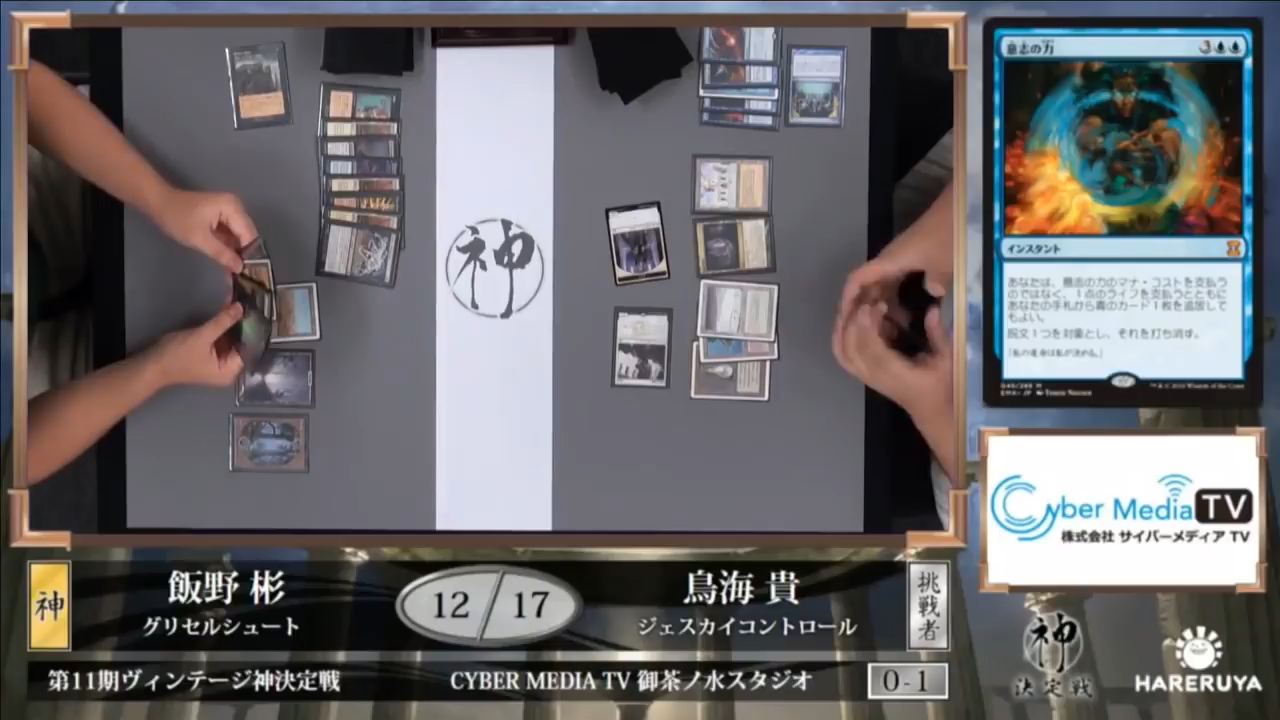 意志の力
3
インスタント
あなたは、意志の力のマナ・コストを支払う
のではなく、1点のライフを支払うとともに
あなたの手札から青のカード1枚を追放して
もよい。
呪文1つを対象とし、それを打ち消す。
神
Cyber Media TV
株式会社 サイバーメディア TV
神
飯野 彬
グリセルシュート
12 / 17
鳥海 貴
ジェスカイコントロール
挑戦者
第11期ヴィンテージ神決定戦
CYBER MEDIA TV 御茶ノ水スタジオ
0-1
神
決定戦
HARERUYA